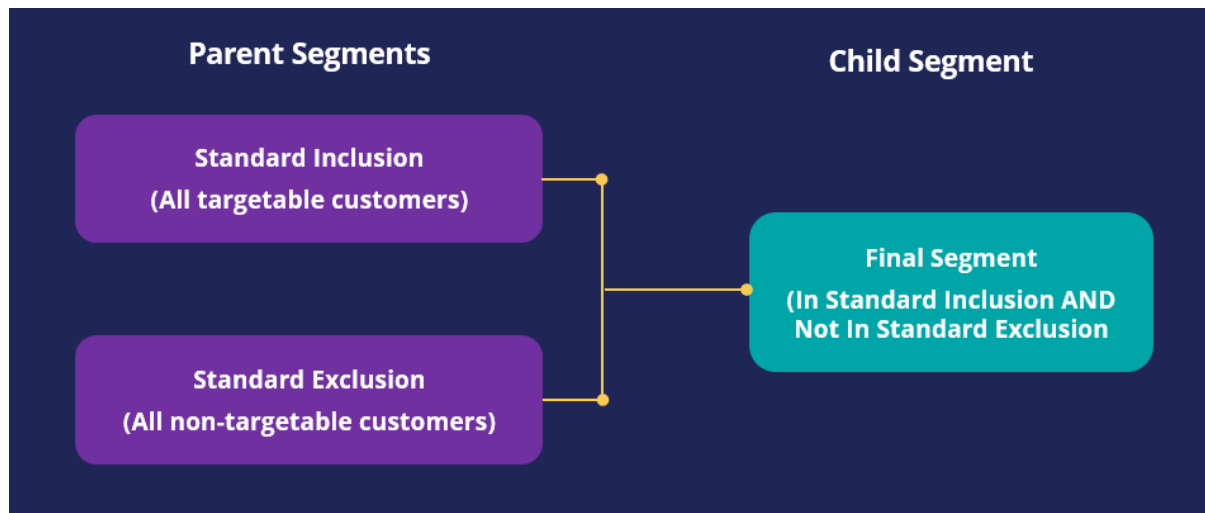 Parent Segments
Child Segment
Standard Inclusion
(All targetable customers)
Final Segment
(In Standard Inclusion AND
Not In Standard Exclusion
Standard Exclusion
(All non-targetable customers)